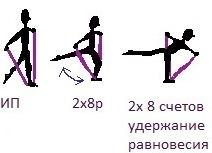 ИП
2х8р
2х 8 счетов
удержание
равновесия